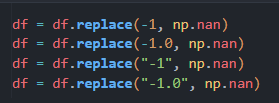 df = df.replace(-1, np.nan)
df = df.replace(-1.0, np.nan)
df = df.replace("-1", np.nan)
df = df.replace("-1.0", np.nan)